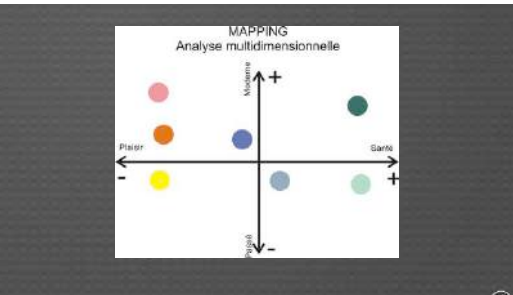 MAPPING
Analyse multidimensionnelle
Moderne
+
Plaisir
Santé
-
+
Passé
-